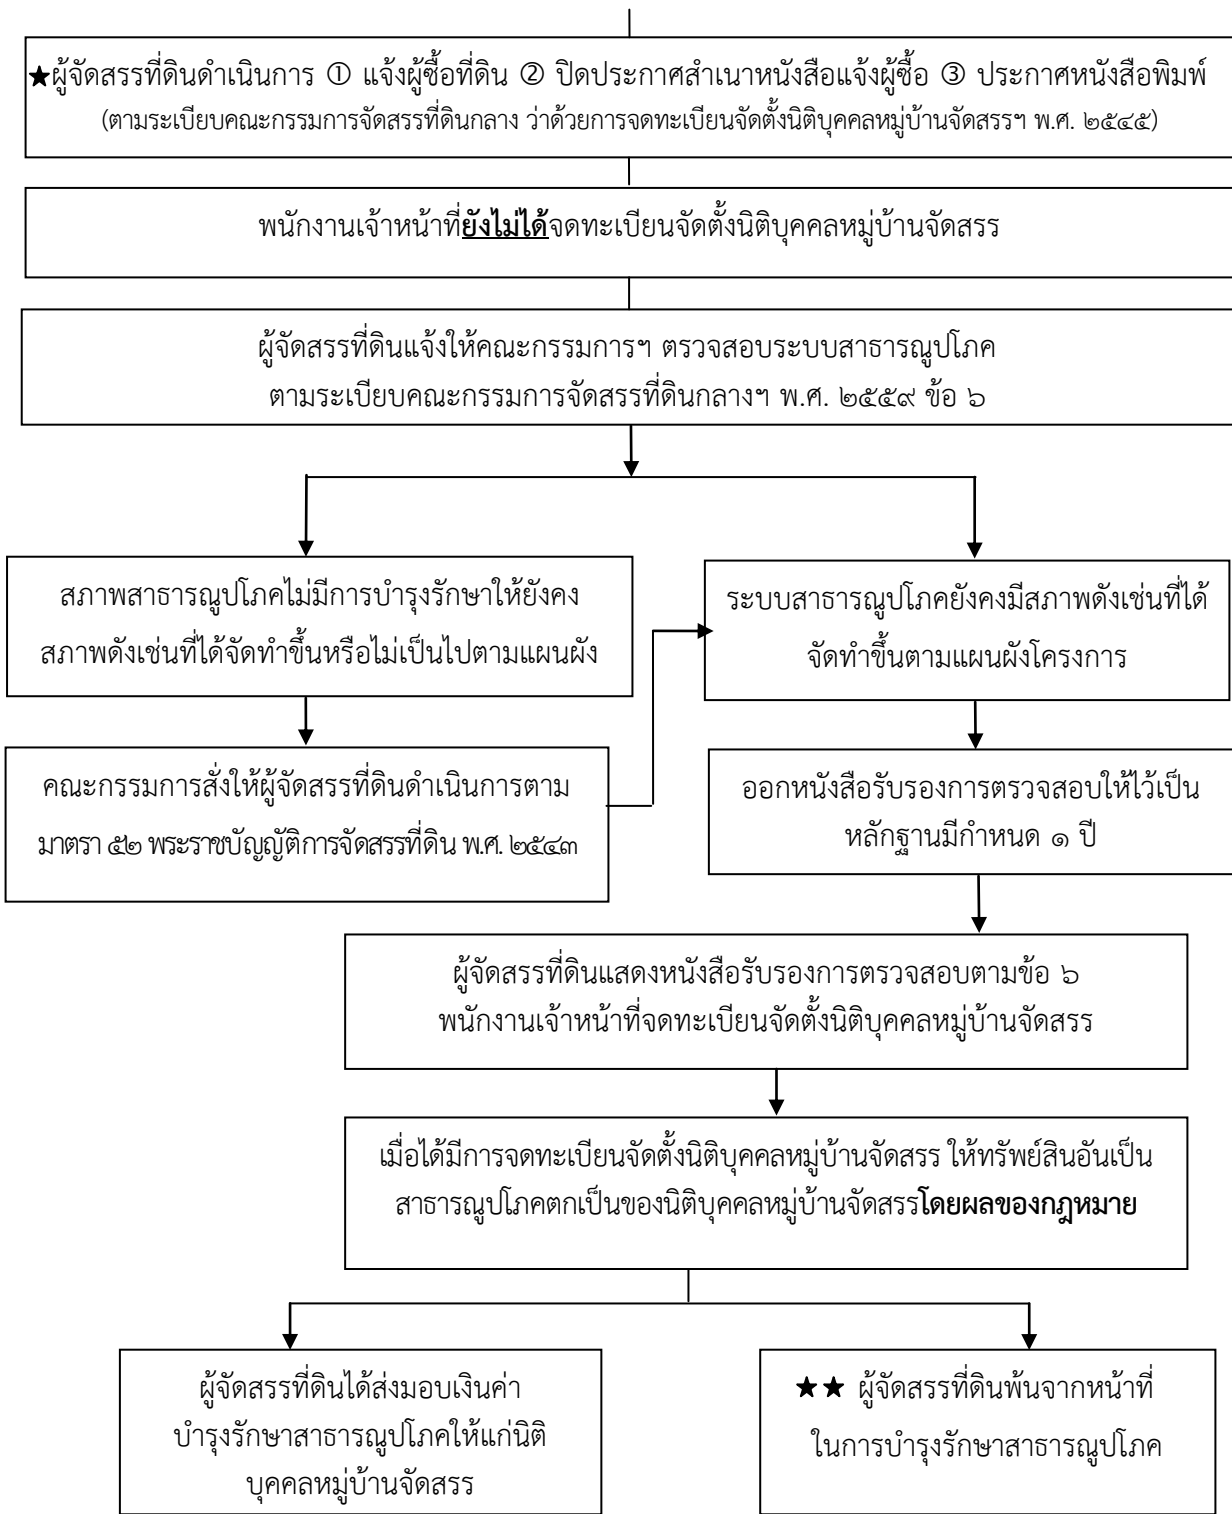 ★ผู้จัดสรรที่ดินดำเนินการ ① แจ้งผู้ซื้อที่ดิน ② ปิดประกาศสำเนาหนังสือแจ้งผู้ซื้อ ③ ประกาศหนังสือพิมพ์
(ตามระเบียบคณะกรรมการจัดสรรที่ดินกลาง ว่าด้วยการจดทะเบียนจัดตั้งนิติบุคคลหมู่บ้านจัดสรรฯ พ.ศ. ๒๕๔๕)
พนักงานเจ้าหน้าที่ยังไม่ได้จดทะเบียนจัดตั้งนิติบุคคลหมู่บ้านจัดสรร
ผู้จัดสรรที่ดินแจ้งให้คณะกรรมการฯ ตรวจสอบระบบสาธารณูปโภค
ตามระเบียบคณะกรรมการจัดสรรที่ดินกลางฯ พ.ศ. ๒๕๕๙ ข้อ ๖
สภาพสาธารณูปโภคไม่มีการบำรุงรักษาให้ยังคง
สภาพดังเช่นที่ได้จัดทำขึ้นหรือไม่เป็นไปตามแผนผัง
ระบบสาธารณูปโภคยังคงมีสภาพดังเช่นที่ได้
จัดทำขึ้นตามแผนผังโครงการ
คณะกรรมการสั่งให้ผู้จัดสรรที่ดินดำเนินการตาม
มาตรา ๕๒ พระราชบัญญัติการจัดสรรที่ดิน พ.ศ. ๒๕๔๓
ออกหนังสือรับรองการตรวจสอบให้ไว้เป็น
หลักฐานมีกำหนด ๑ ปี
ผู้จัดสรรที่ดินแสดงหนังสือรับรองการตรวจสอบตามข้อ ๖
พนักงานเจ้าหน้าที่จดทะเบียนจัดตั้งนิติบุคคลหมู่บ้านจัดสรร
เมื่อได้มีการจดทะเบียนจัดตั้งนิติบุคคลหมู่บ้านจัดสรร ให้ทรัพย์สินอันเป็น
สาธารณูปโภคตกเป็นของนิติบุคคลหมู่บ้านจัดสรรโดยผลของกฎหมาย
ผู้จัดสรรที่ดินได้ส่งมอบเงินค่า
บำรุงรักษาสาธารณูปโภคให้แก่นิติ
บุคคลหมู่บ้านจัดสรร
★★ ผู้จัดสรรที่ดินพ้นจากหน้าที่
ในการบำรุงรักษาสาธารณูปโภค